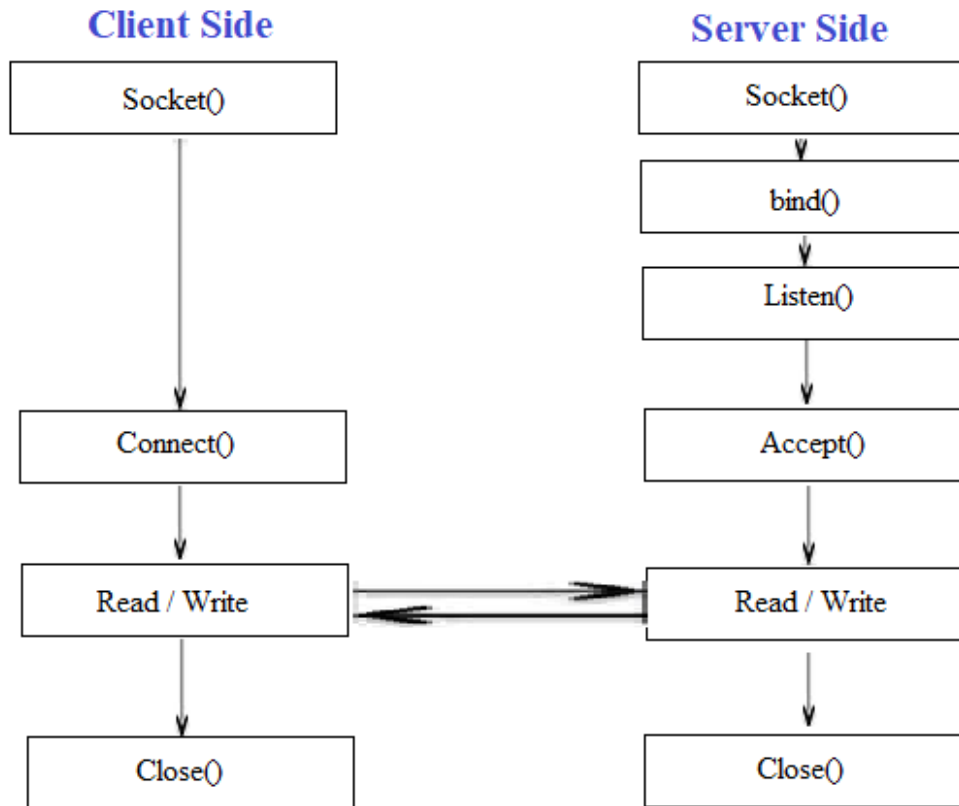 Client Side
Server Side
Socket()
Socket()
bind()
Listen()
Connect()
Accept()
Read / Write
Read / Write
Close()
Close()